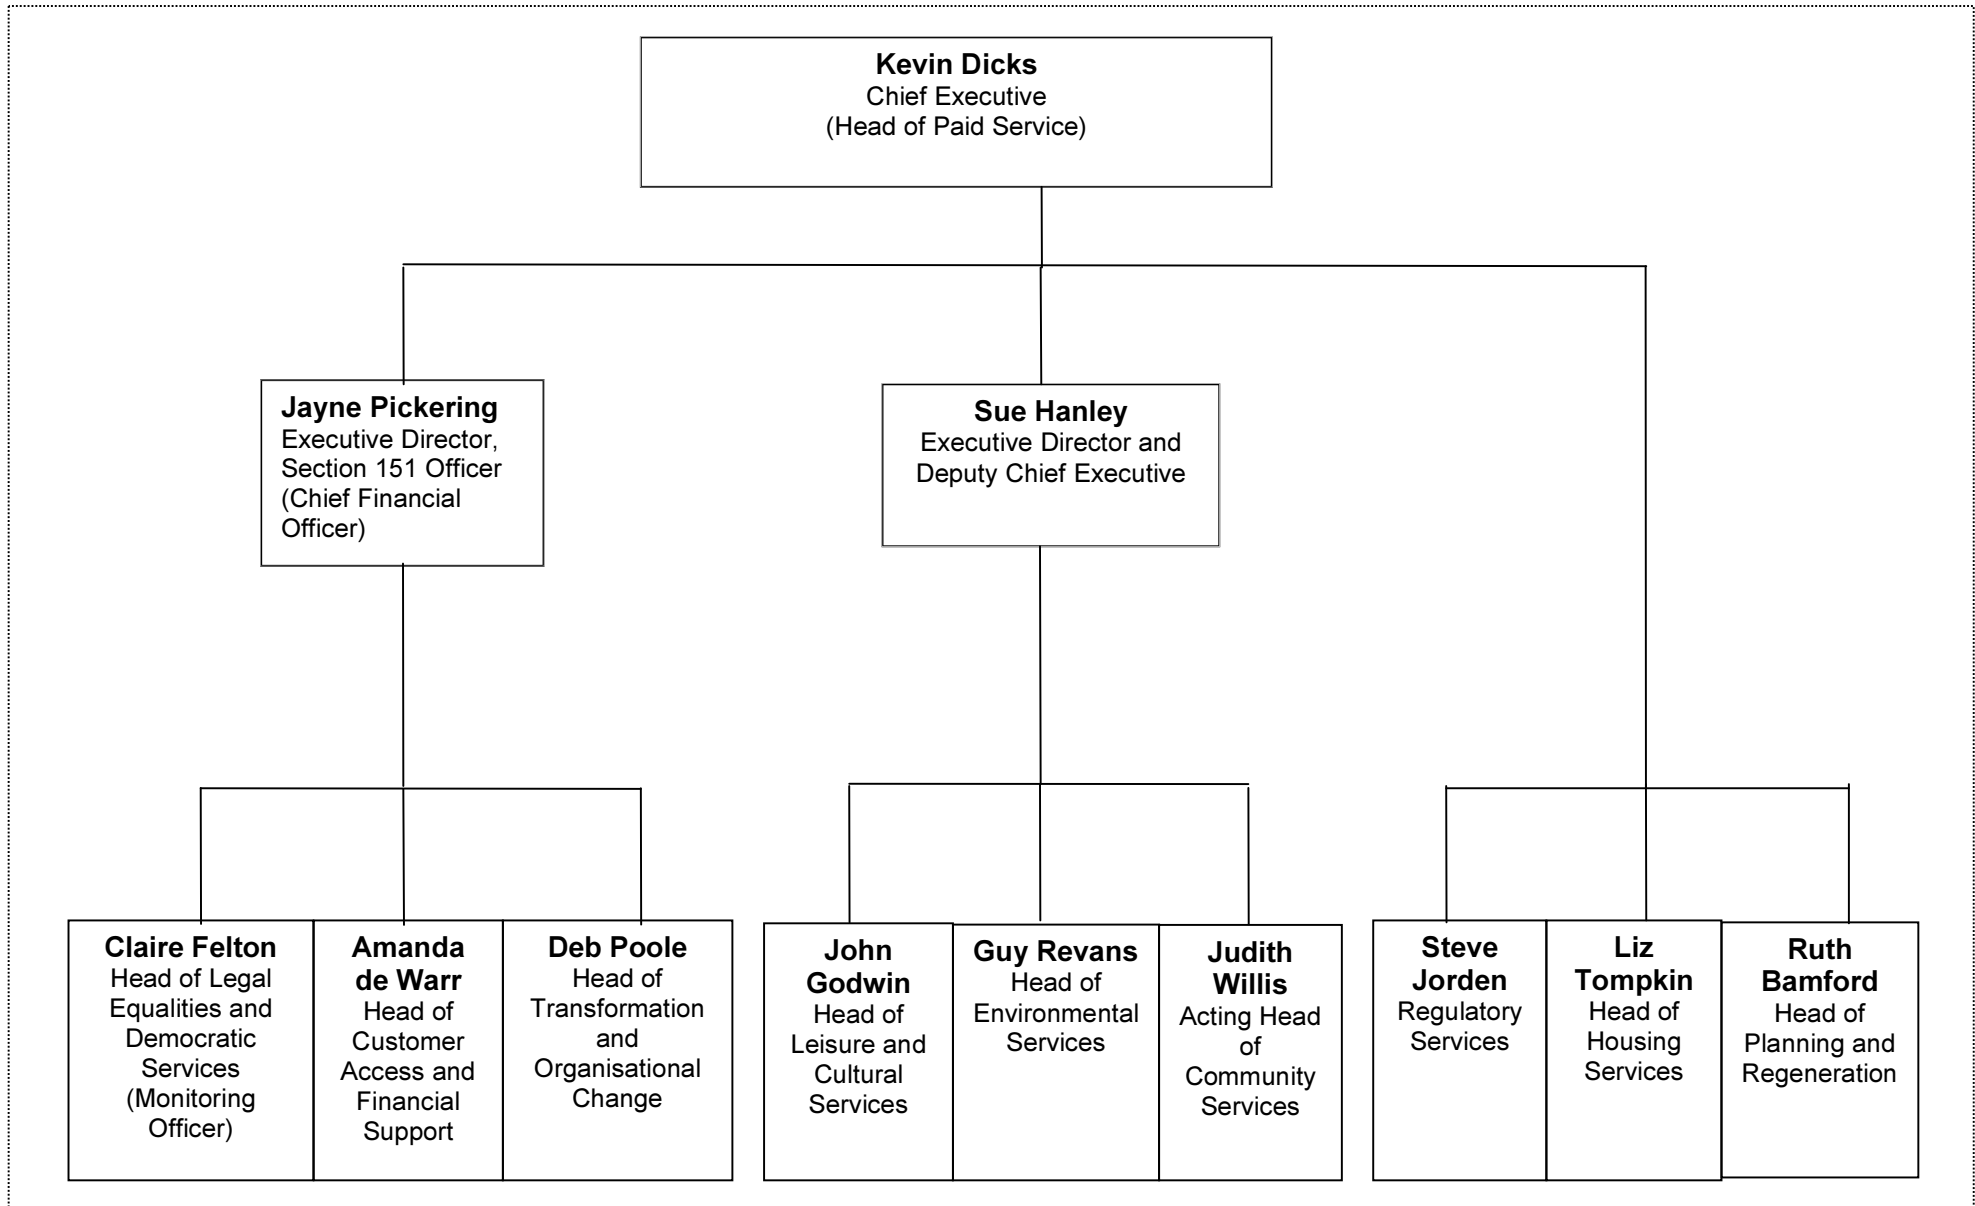 Kevin Dicks
Chief Executive
(Head of Paid Service)
Jayne Pickering
Executive Director,
Section 151 Officer
(Chief Financial
Officer)
Sue Hanley
Executive Director and
Deputy Chief Executive
Claire Felton
Head of Legal
Equalities and
Democratic
Services
(Monitoring
Officer)
Amanda
de Warr
Head of
Customer
Access and
Financial
Support
Deb Poole
Head of
Transformation
and
Organisational
Change
John
Godwin
Head of
Leisure and
Cultural
Services
Guy Revans
Head of
Environmental
Services
Judith
Willis
Acting Head
of
Community
Services
Steve
Jorden
Regulatory
Services
Liz
Tompkin
Head of
Housing
Services
Ruth
Bamford
Head of
Planning and
Regeneration